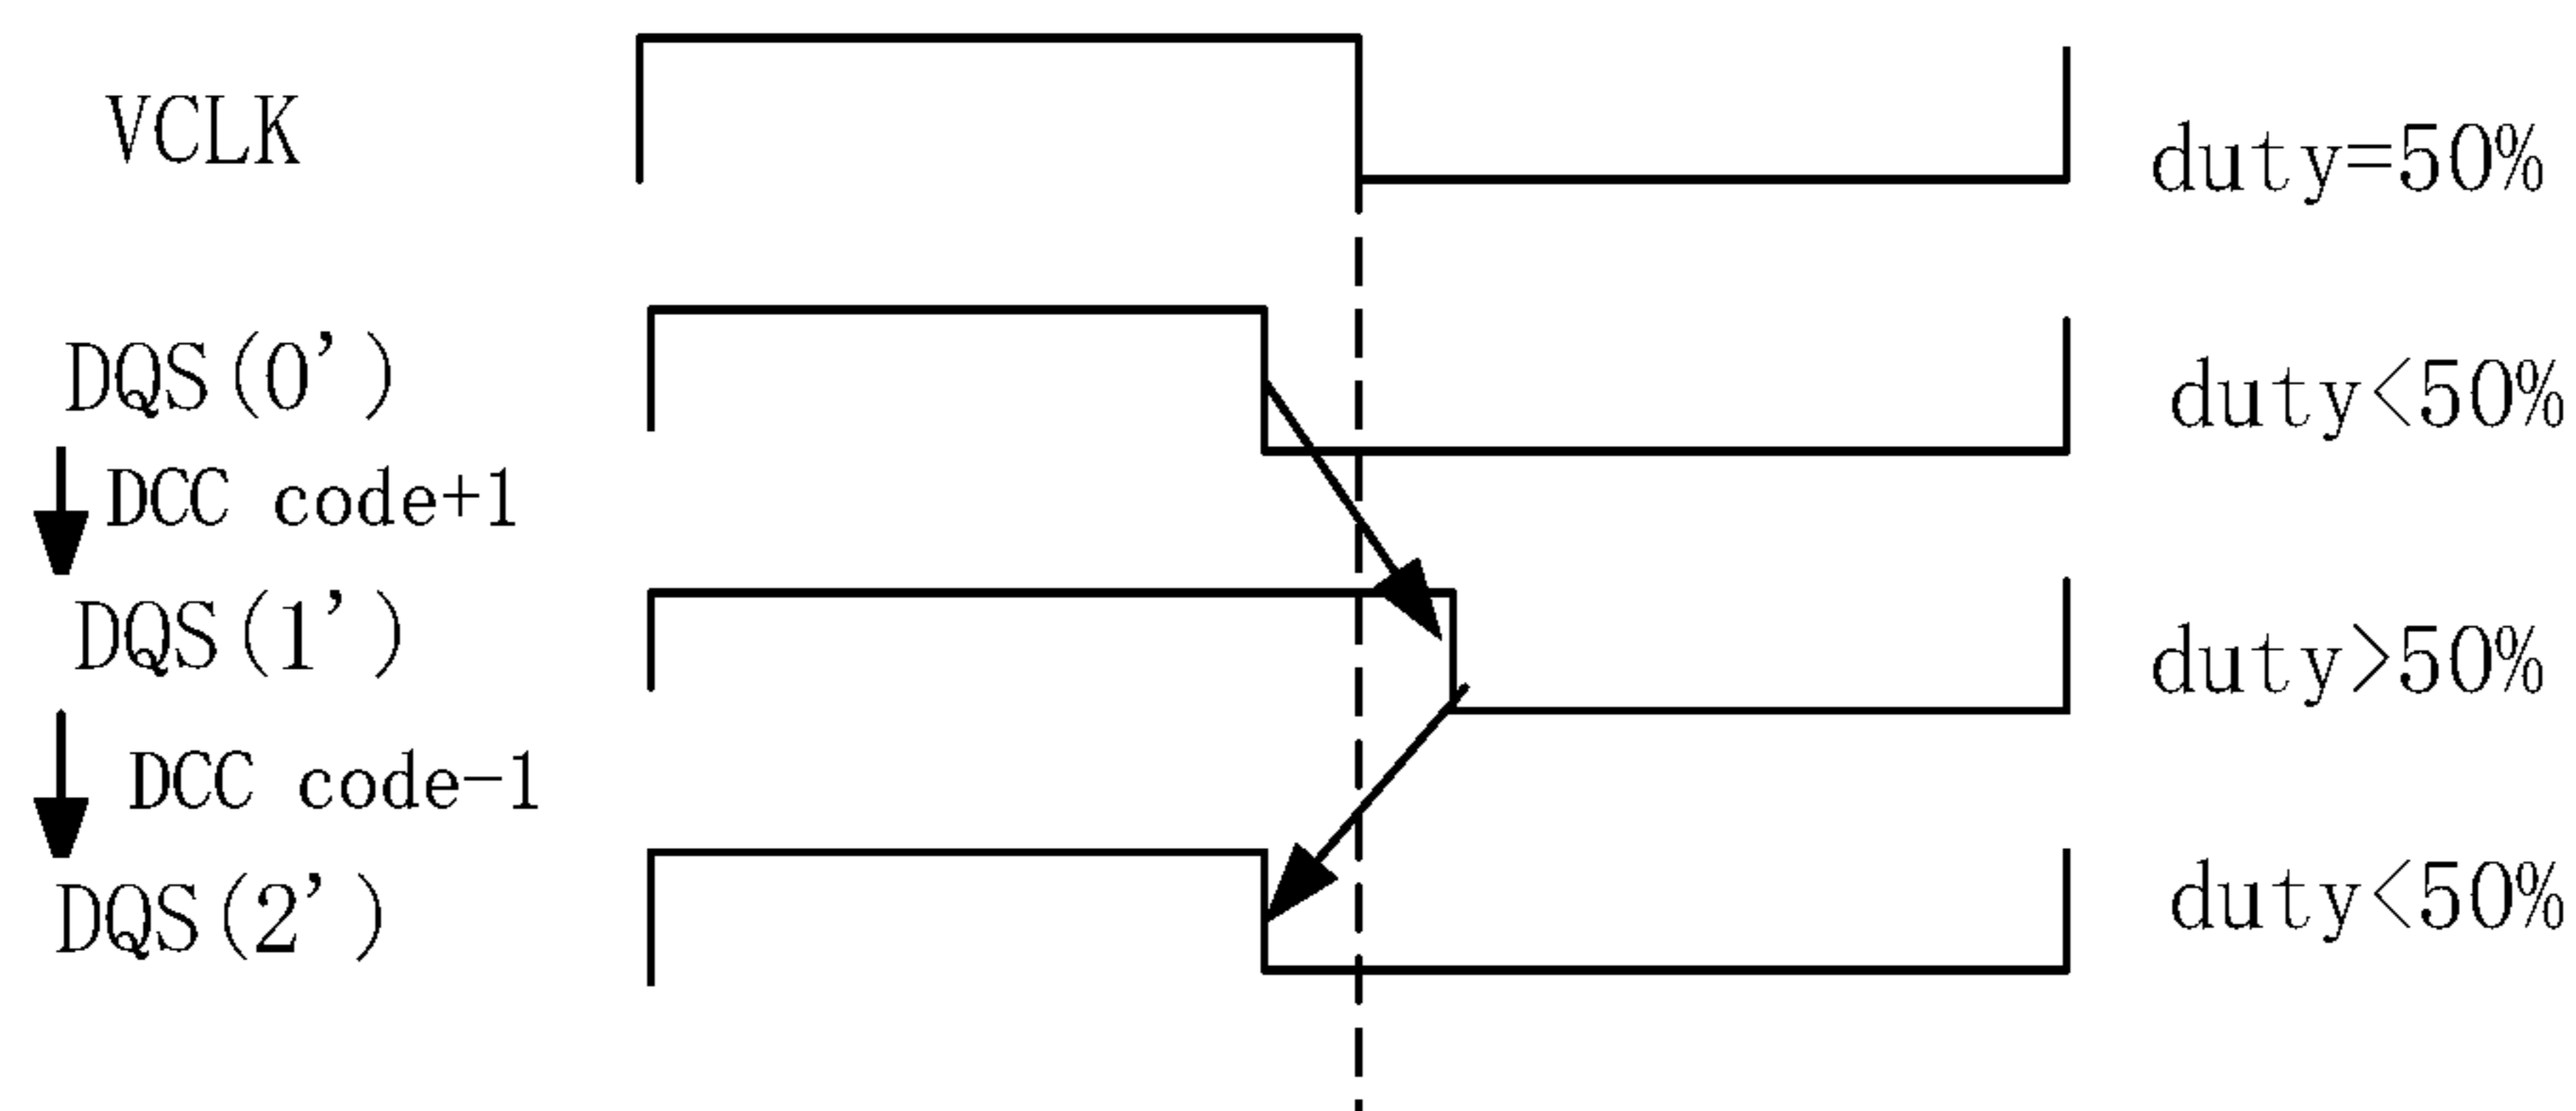 VCLK
duty=50%
DQS(0')
duty<50%
DCC code+1
DQS(1')
duty>50%
DCC code-1
DQS(2')
duty<50%